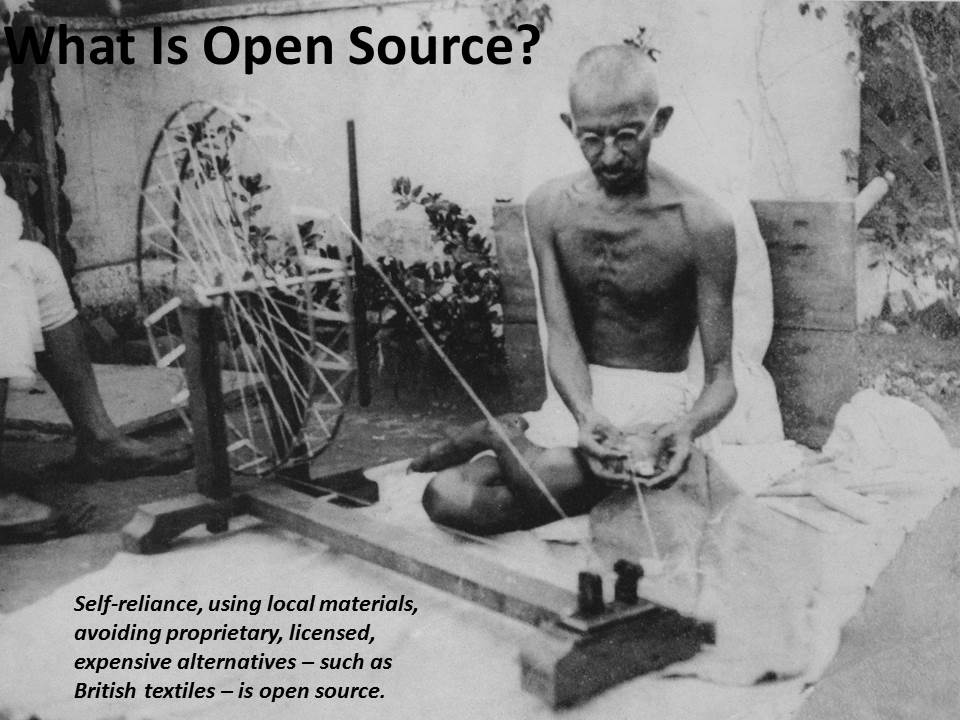 What Is Open Source?
Self-reliance, using local materials,
avoiding proprietary, licensed,
expensive alternatives – such as
British textiles – is open source.